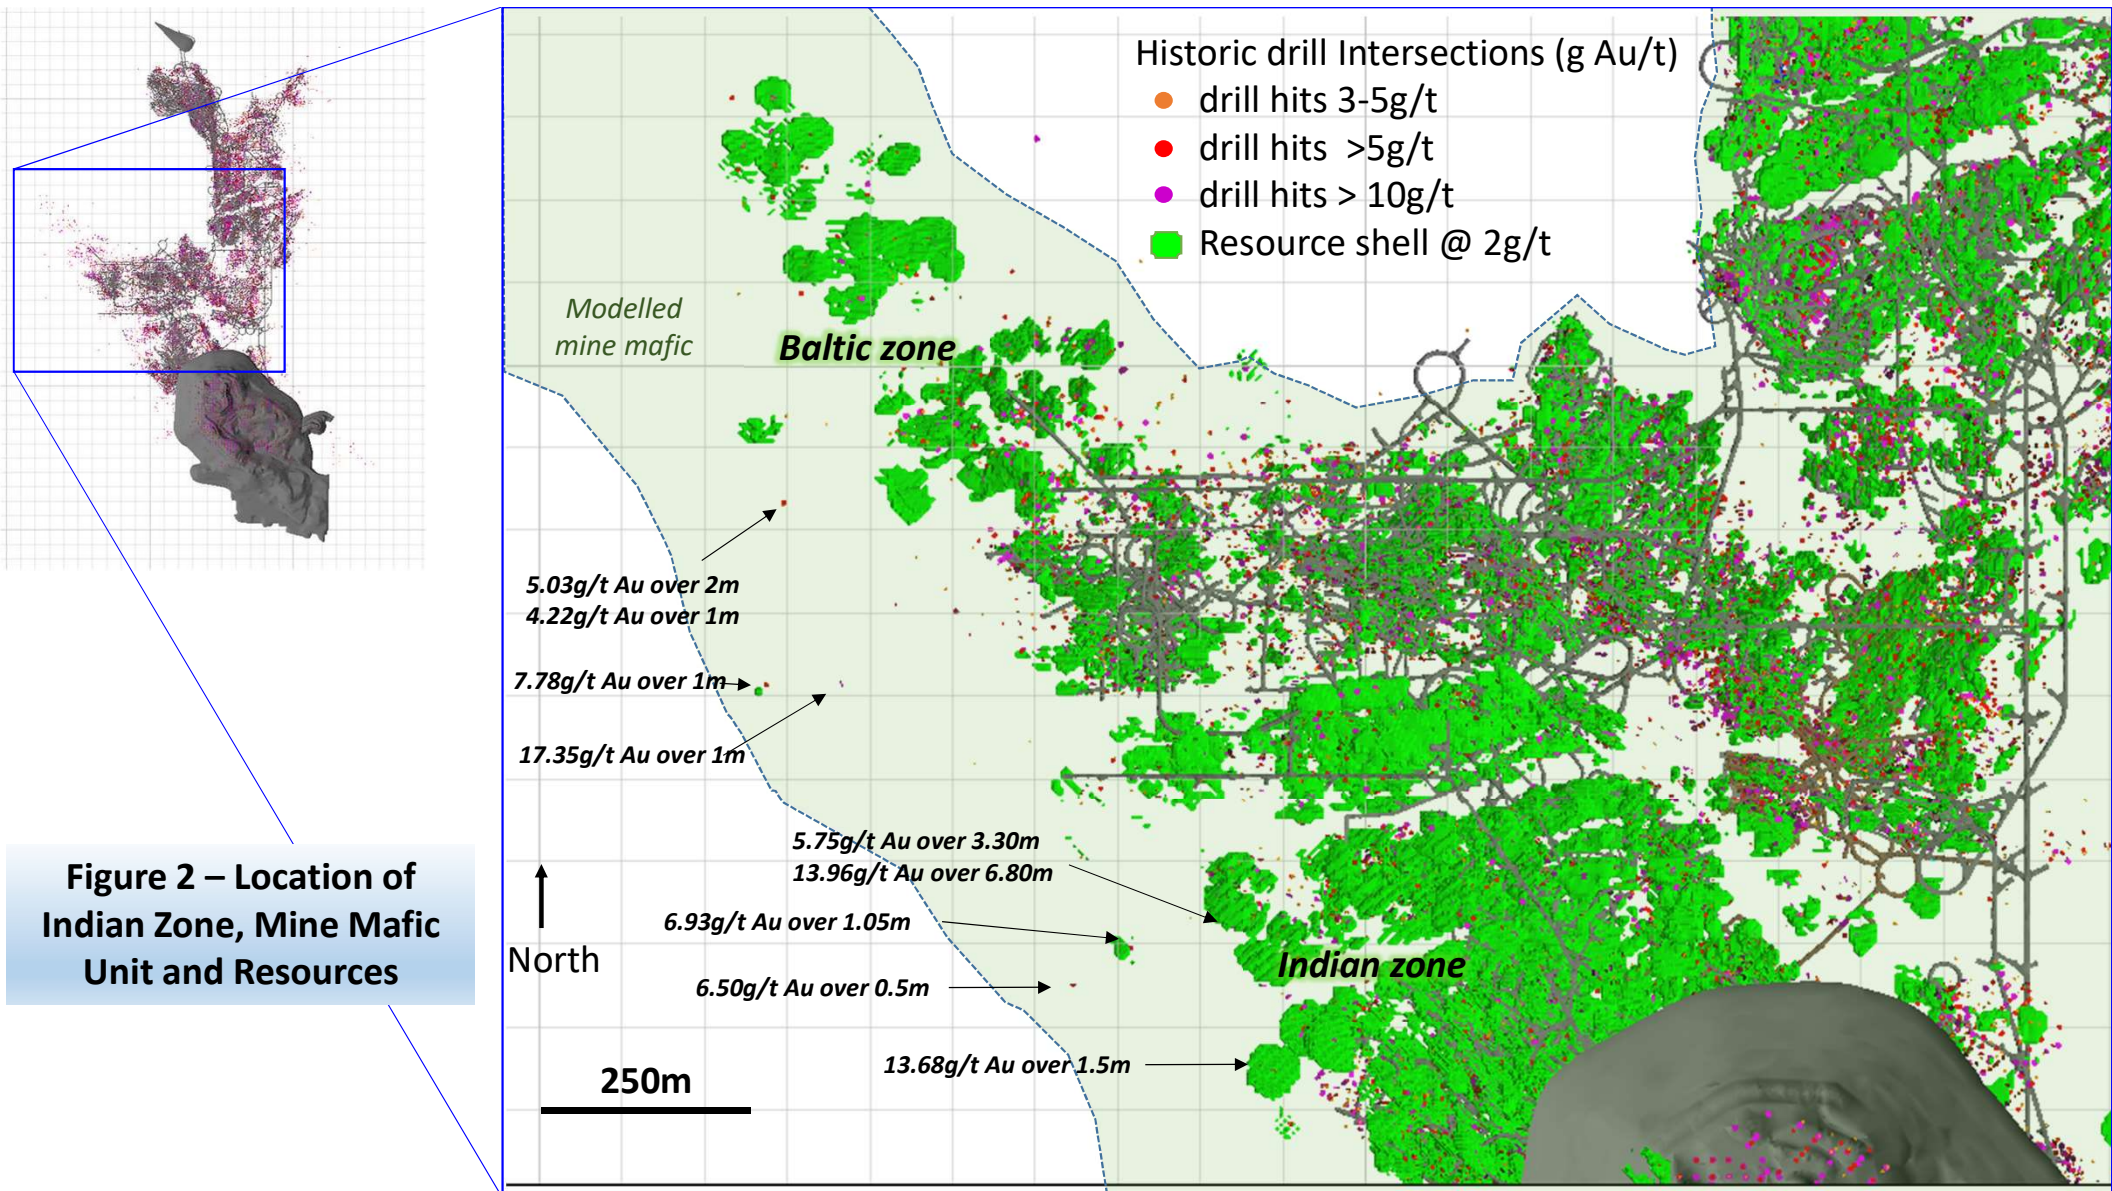 Historic drill Intersections (g Au/t)
drill hits 3-5g/t
drill hits >5g/t
drill hits > 10g/t
Resource shell @ 2g/t
Modelled
mine mafic
Baltic zone
5.03g/t Au over 2m
4.22g/t Au over 1m
7.78g/t Au over 1m
17.35g/t Au over 1m
5.75g/t Au over 3.30m
13.96g/t Au over 6.80m
6.93g/t Au over 1.05m
Indian zone
6.50g/t Au over 0.5m
13.68g/t Au over 1.5m
North
250m
Figure 2 – Location of
Indian Zone, Mine Mafic
Unit and Resources